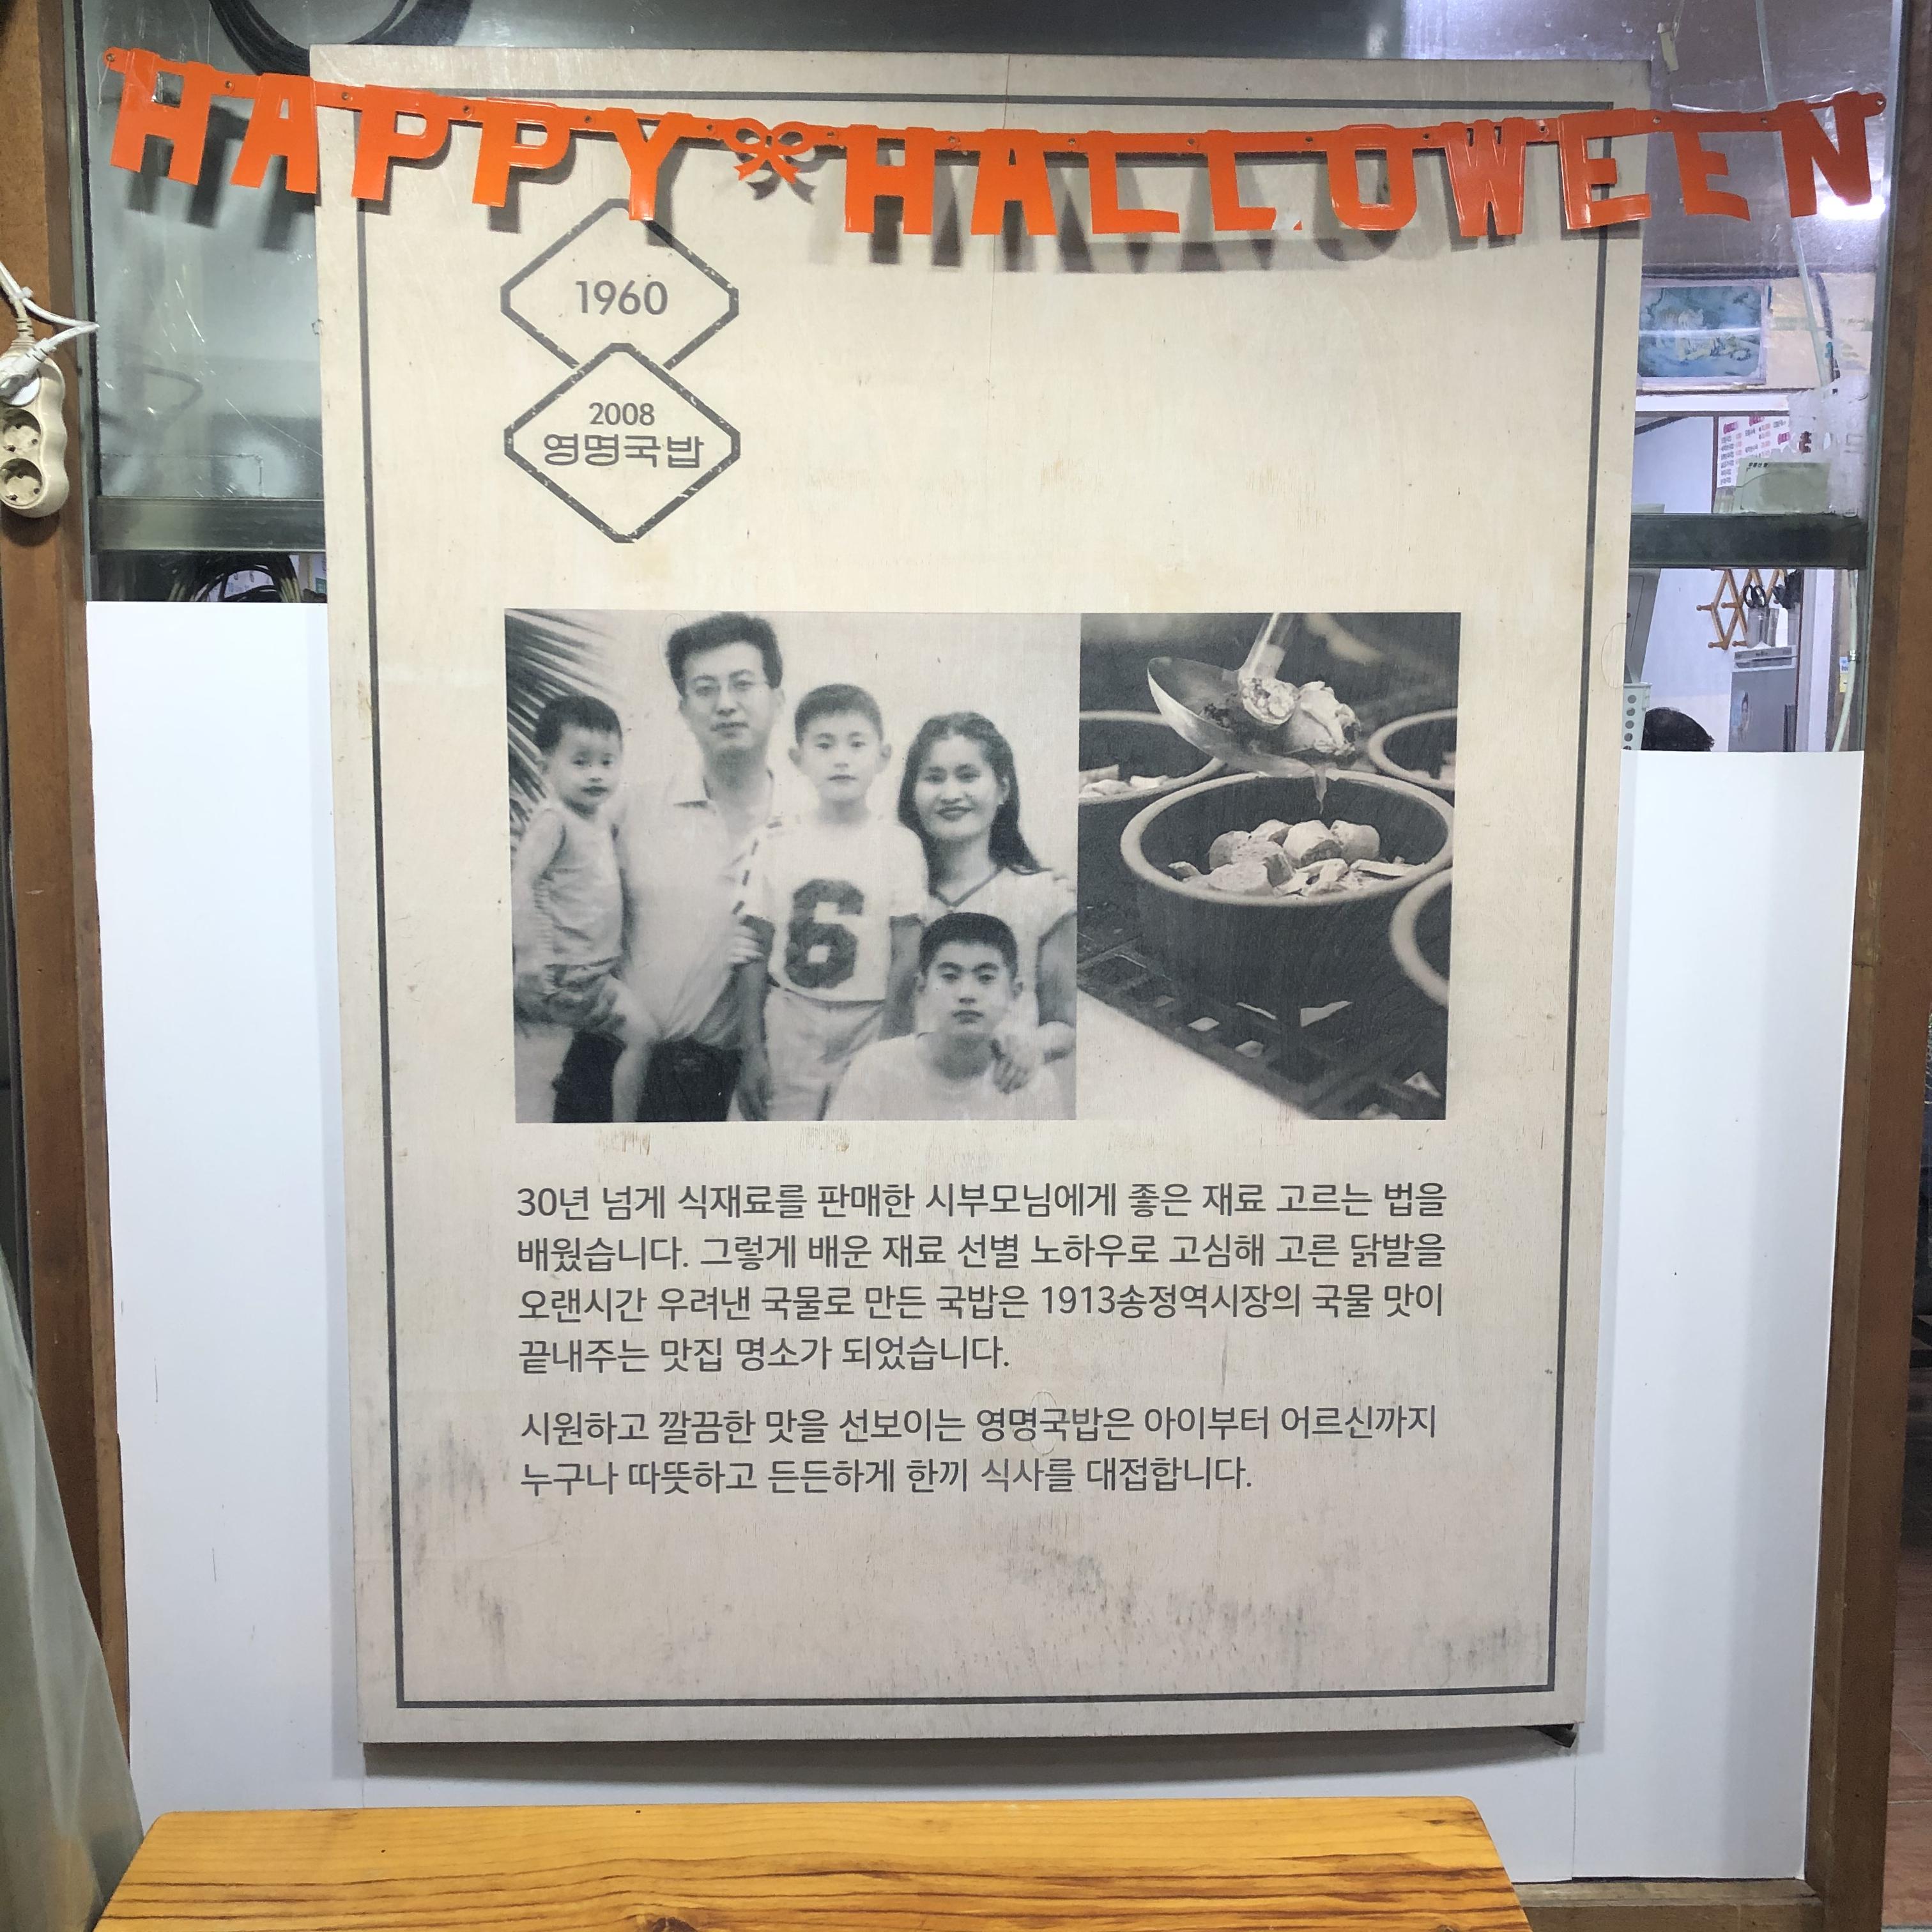 HAPPY HALLOWEEN
1960
2008
영명국밥
6
30년 넘게 식재료를 판매한 시부모님에게 좋은 재료 고르는 법을
배웠습니다. 그렇게 배운 재료 선별 노하우로 고심해 고른 닭발을
오랜시간 우려낸 국물로 만든 국밥은 1913송정역시장의 국물 맛이
끝내주는 맛집 명소가 되었습니다.
시원하고 깔끔한 맛을 선보이는 영명국밥은 아이부터 어르신까지
누구나 따뜻하고 든든하게 한끼 식사를 대접합니다.